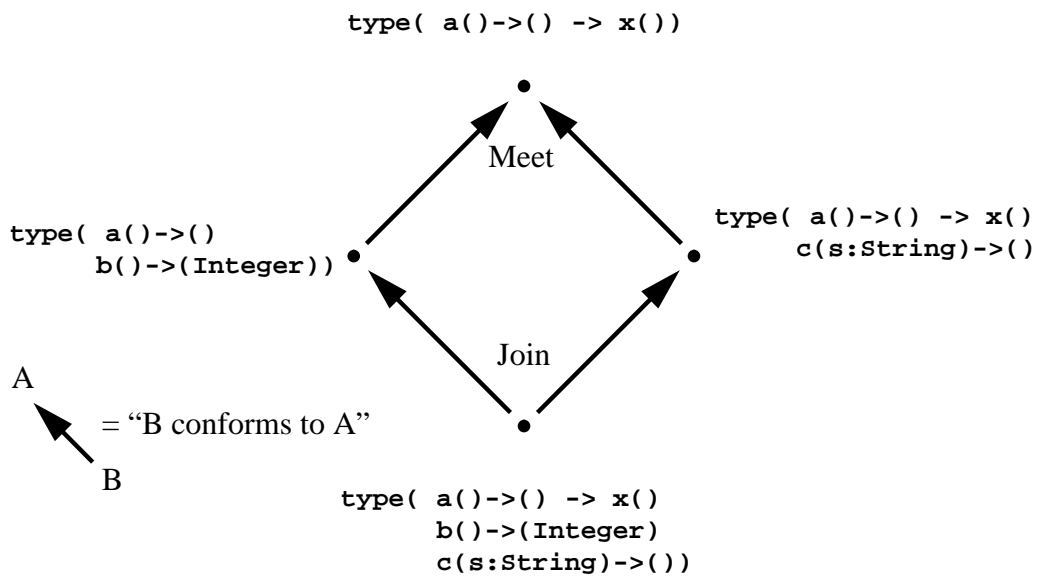 type( a()->() -> x())
Meet
type( a()->()
b()->(Integer))
type( a()->() -> x()
c(s:String)->()
Join
A
= “B conforms to A”
B
type( a()->() -> x()
b()->(Integer)
c(s:String)->())